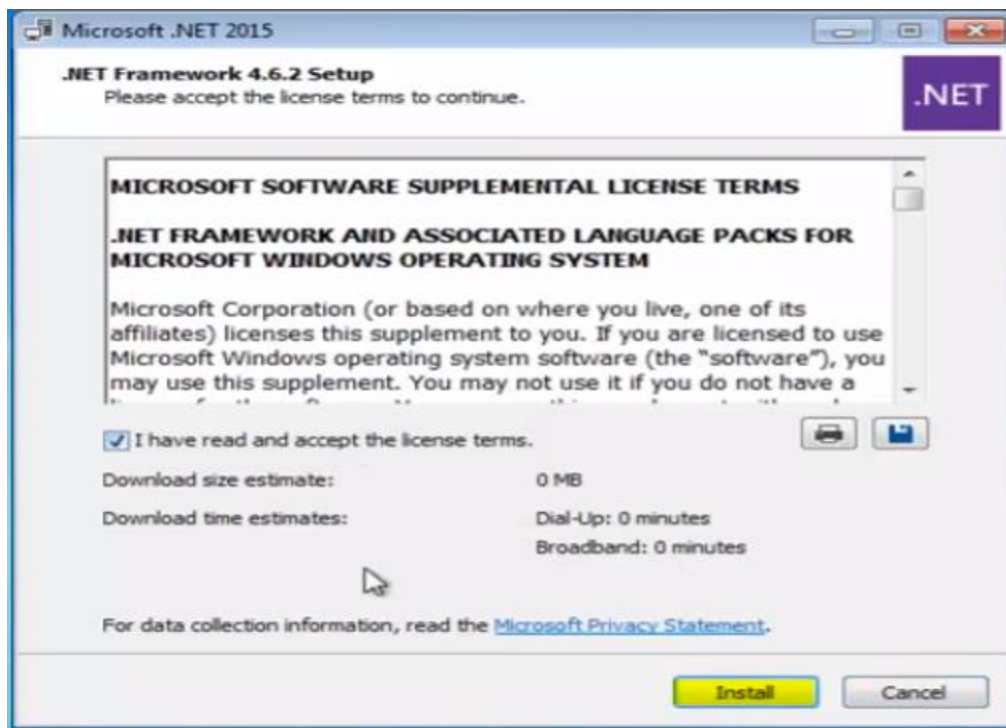 Microsoft .NET 2015
.NET Framework 4.6.2 Setup
Please accept the license terms to continue.
.NET
MICROSOFT SOFTWARE SUPPLEMENTAL LICENSE TERMS
.NET FRAMEWORK AND ASSOCIATED LANGUAGE PACKS FOR
MICROSOFT WINDOWS OPERATING SYSTEM
Microsoft Corporation (or based on where you live, one of its
affiliates) licenses this supplement to you. If you are licensed to use
Microsoft Windows operating system software (the “software”), you
may use this supplement. You may not use it if you do not have a
I have read and accept the license terms.
Download size estimate: 0 MB
Download time estimates: Dial-Up: 0 minutes
Broadband: 0 minutes
For data collection information, read the Microsoft Privacy Statement.
Install Cancel